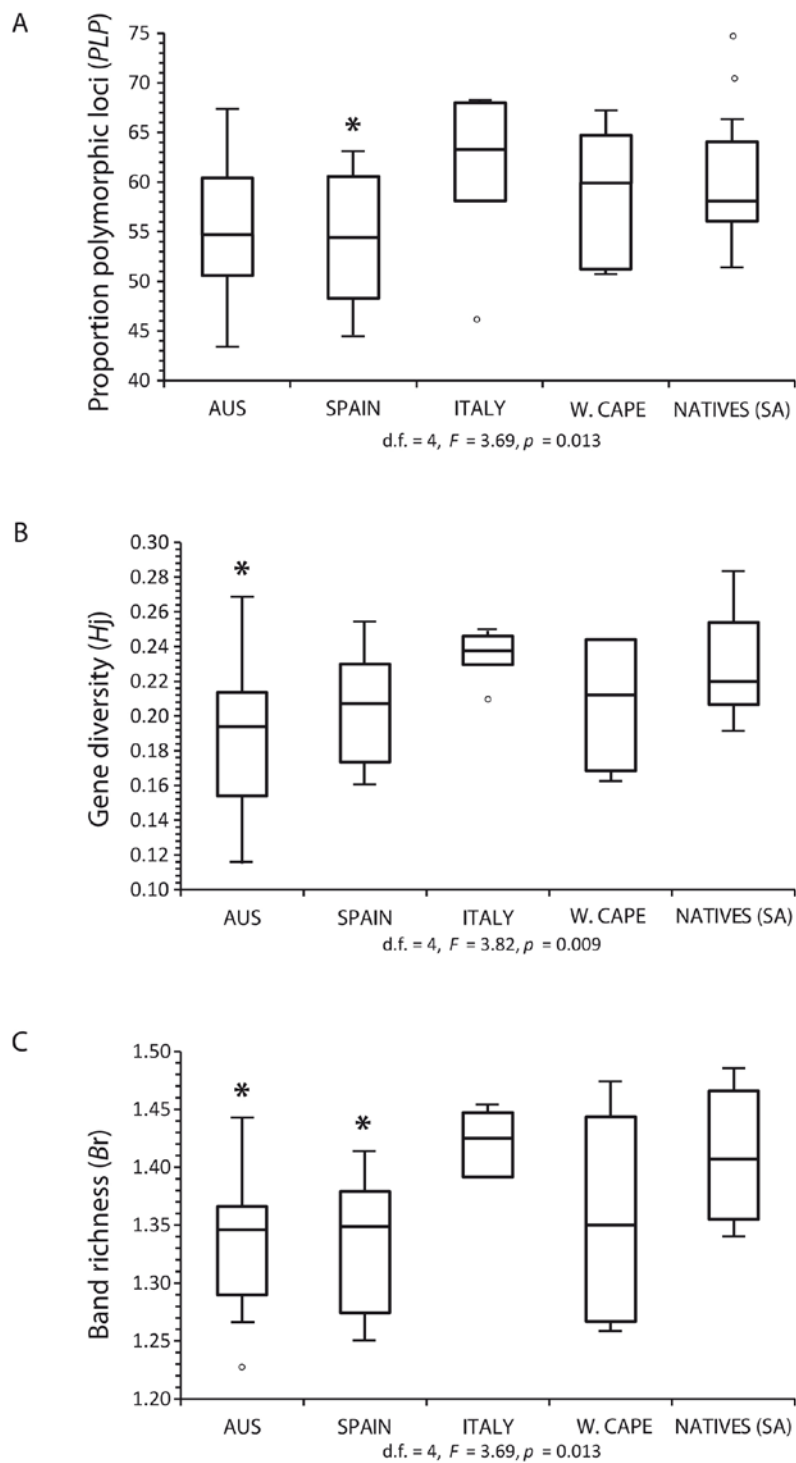 A
Proportion polymorphic loci (PLP)
75
70
65
60
55
50
45
40
*
AUS SPAIN ITALY W. CAPE NATIVES (SA)
d.f. = 4, F = 3.69, p = 0.013
B
Gene diversity (Hj)
0.30
0.28
0.26
0.24
0.22
0.20
0.18
0.16
0.14
0.12
0.10
*
AUS SPAIN ITALY W. CAPE NATIVES (SA)
d.f. = 4, F = 3.82, p = 0.009
C
Band richness (Br)
1.50
1.45
1.40
1.35
1.30
1.25
1.20
* *
AUS SPAIN ITALY W. CAPE NATIVES (SA)
d.f. = 4, F = 3.69, p = 0.013